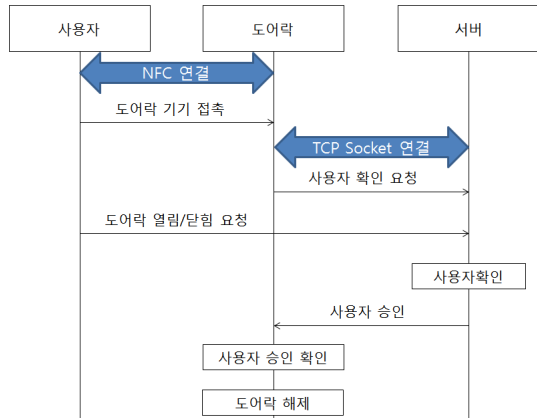 사용자
도어락
서버
NFC 연결
도어락 기기 접촉
TCP Socket 연결
사용자 확인 요청
도어락 열림/닫힘 요청
사용자확인
사용자 승인
사용자 승인 확인
도어락 해제